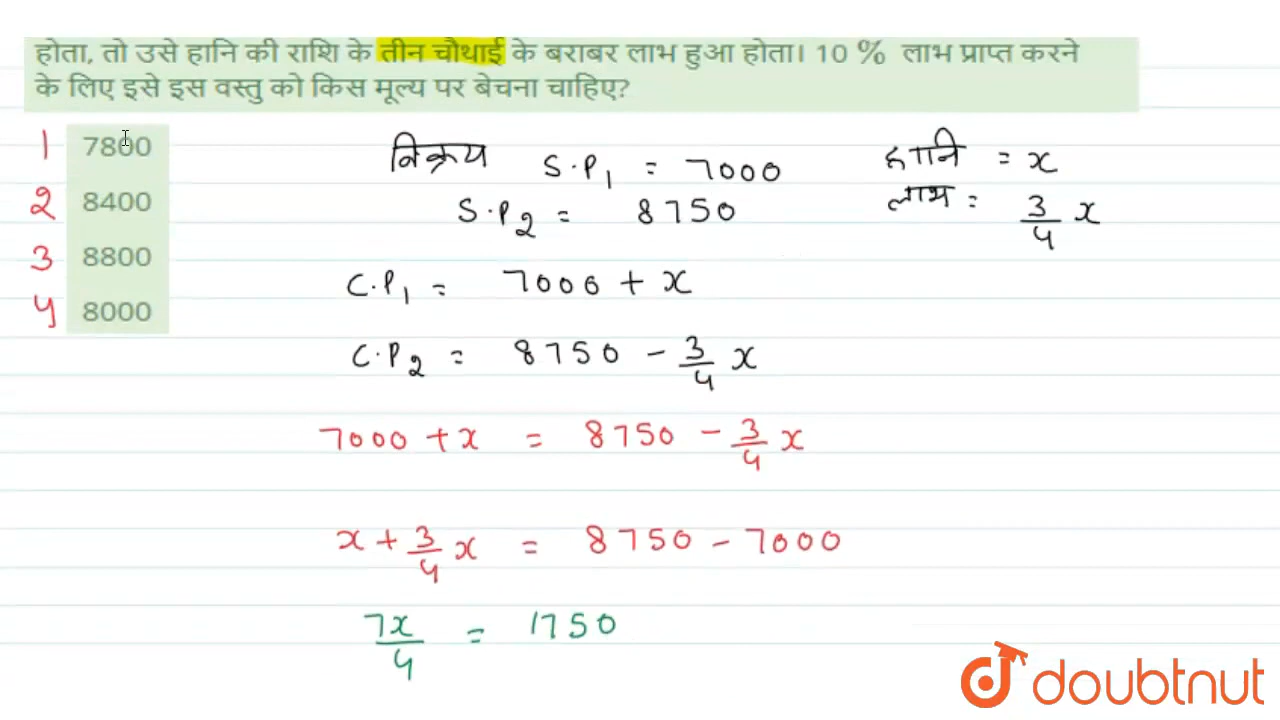 होता, तो उसे हानि की राशि के तीन चौथाई के बराबर लाभ हुआ होता। 10 % लाभ प्राप्त करने
के लिए इसे इस वस्तु को किस मूल्य पर बेचना चाहिए?
1 7800
2 8400
3 8800
4 8000
विक्रय S.P1 = 7000
S.P2 = 8750
हानि = x
लाभ = 3/4 x
C.P1 = 7000 + x
C.P2 = 8750 - 3/4 x
7000 + x = 8750 - 3/4 x
x + 3/4 x = 8750 - 7000
7x/4 = 1750
doubtnut